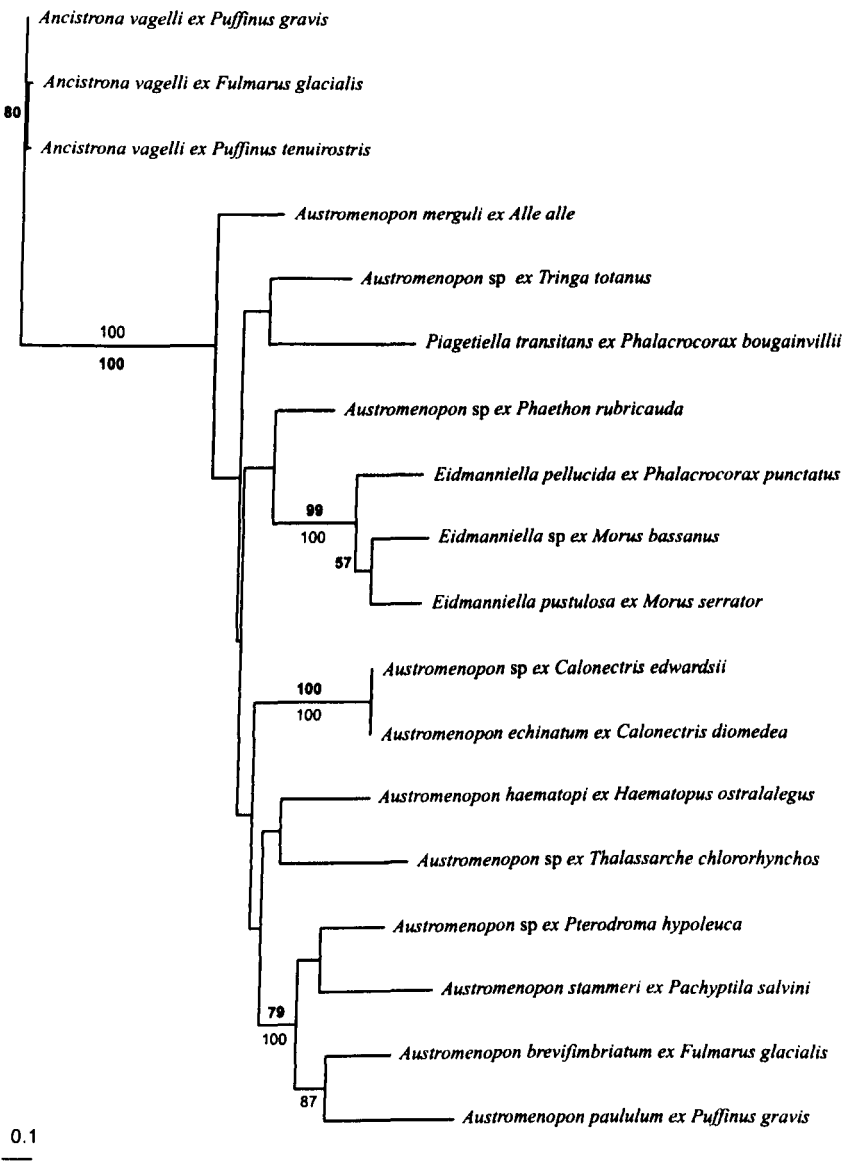 Ancistrona vagelli ex Puffinus gravis
Ancistrona vagelli ex Fulmarus glacialis
80
Ancistrona vagelli ex Puffinus tenuirostris
Austromenopon merguli ex Alle alle
Austromenopon sp ex Tringa totanus
100
Piagetiella transitans ex Phalacrocorax bougainvillii
100
Austromenopon sp ex Phaethon rubricauda
Eidmanniella pellucida ex Phalacrocorax punctatus
99
100
Eidmanniella sp ex Morus bassanus
57
Eidmanniella pustulosa ex Morus serrator
Austromenopon sp ex Calonectris edwardsii
100
100
Austromenopon echinatum ex Calonectris diomedea
Austromenopon haematopi ex Haematopus ostralalegus
Austromenopon sp ex Thalassarche chlororhynchos
Austromenopon sp ex Pterodroma hypoleuca
Austromenopon stammeri ex Pachyptila salvini
79
100
Austromenopon brevifimbriatum ex Fulmarus glacialis
87
Austromenopon paululum ex Puffinus gravis
0.1